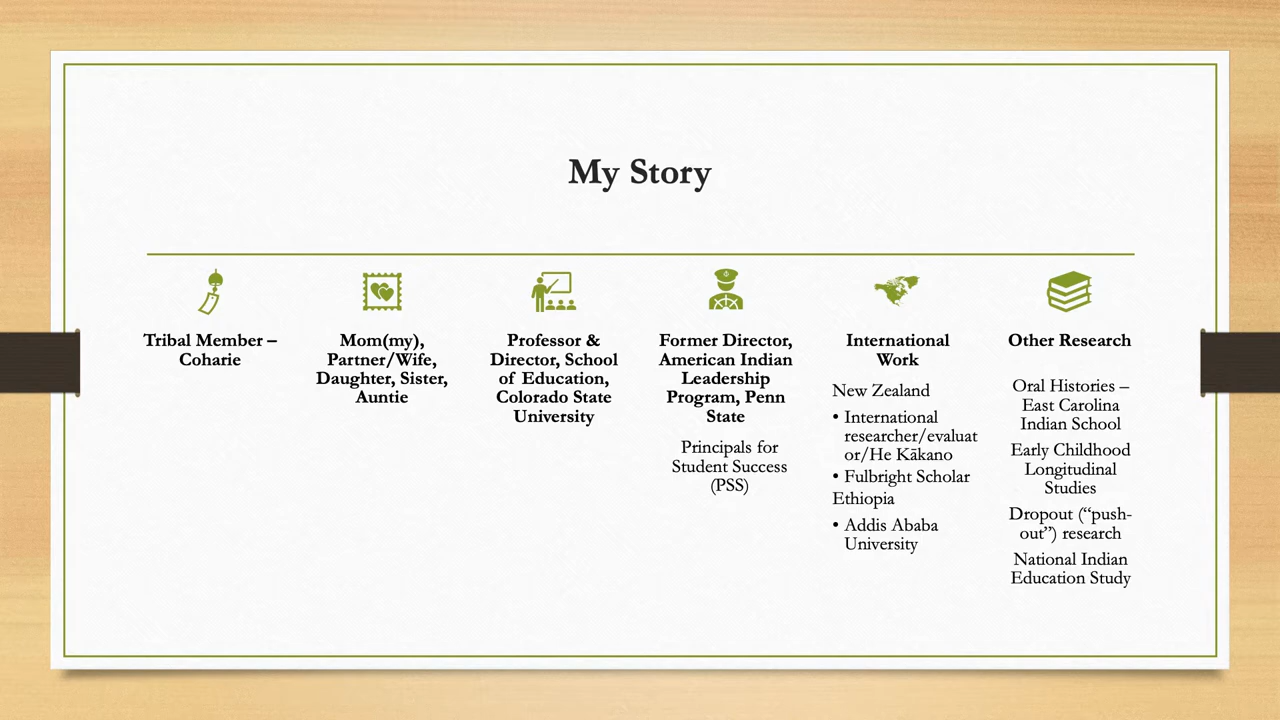 My Story
Tribal Member –
Coharie
Mom(my),
Partner/Wife,
Daughter, Sister,
Auntie
Professor &
Director, School
of Education,
Colorado State
University
Former Director,
American Indian
Leadership
Program, Penn
State
Principals for
Student Success
(PSS)
International
Work
New Zealand
• International
researcher/evaluat
or/He Kākano
• Fulbright Scholar
Ethiopia
• Addis Ababa
University
Other Research
Oral Histories –
East Carolina
Indian School
Early Childhood
Longitudinal
Studies
Dropout (“push-
out”) research
National Indian
Education Study